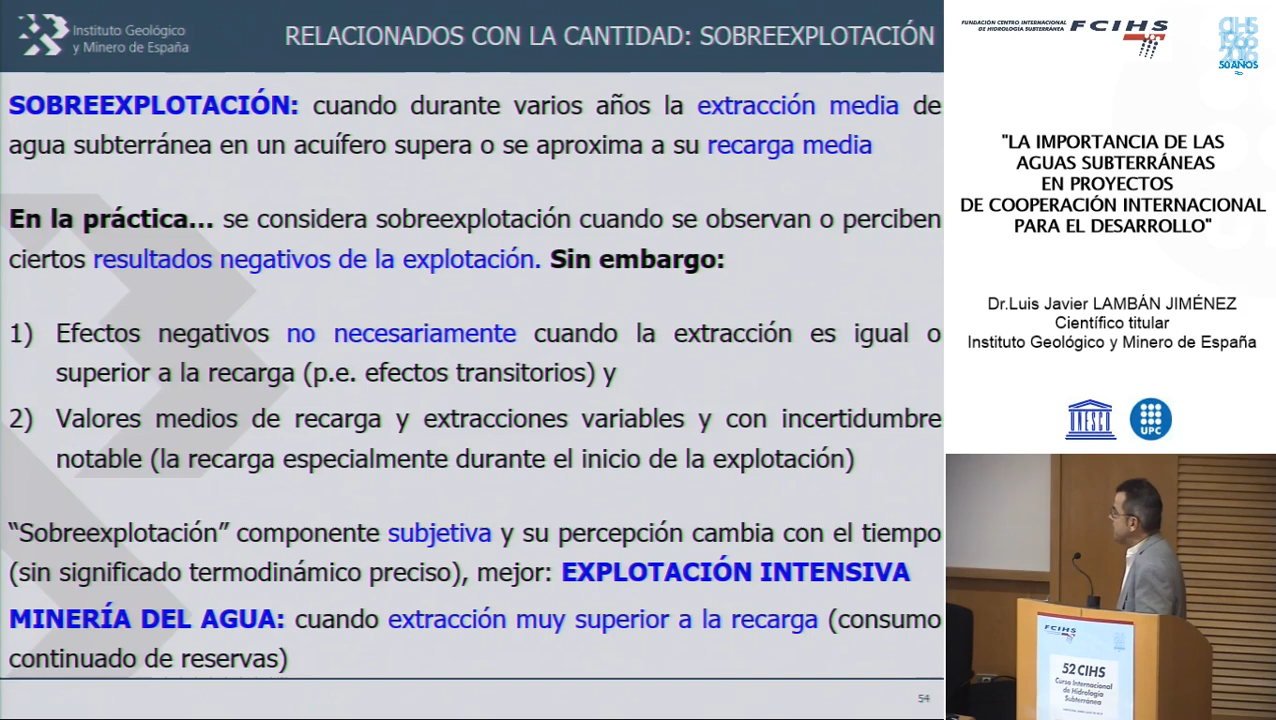 Instituto Geológico
y Minero de España
RELACIONADOS CON LA CANTIDAD: SOBREEXPLOTACIÓN
SOBREEXPLOTACIÓN: cuando durante varios años la extracción media de
agua subterránea en un acuífero supera o se aproxima a su recarga media
En la práctica... se considera sobreexplotación cuando se observan o perciben
ciertos resultados negativos de la explotación. Sin embargo:
1) Efectos negativos no necesariamente cuando la extracción es igual o
superior a la recarga (p.e. efectos transitorios) y
2) Valores medios de recarga y extracciones variables y con incertidumbre
notable (la recarga especialmente durante el inicio de la explotación)
“Sobreexplotación” componente subjetiva y su percepción cambia con el tiempo
(sin significado termodinámico preciso), mejor: EXPLOTACIÓN INTENSIVA
MINERÍA DEL AGUA: cuando extracción muy superior a la recarga (consumo
continuado de reservas)
54
FUNDACIÓN CENTRO INTERNACIONAL
DE HIDROLOGÍA SUBTERRÁNEA
FCIHS
CIHS
1966
2016
50 AÑOS
"LA IMPORTANCIA DE LAS
AGUAS SUBTERRÁNEAS
EN PROYECTOS
DE COOPERACIÓN INTERNACIONAL
PARA EL DESARROLLO"
Dr.Luis Javier LAMBÁN JIMÉNEZ
Científico titular
Instituto Geológico y Minero de España
UNESCO
UPC
FCIHS
52 CIHS
Curso Internacional
de Hidrología
Subterránea